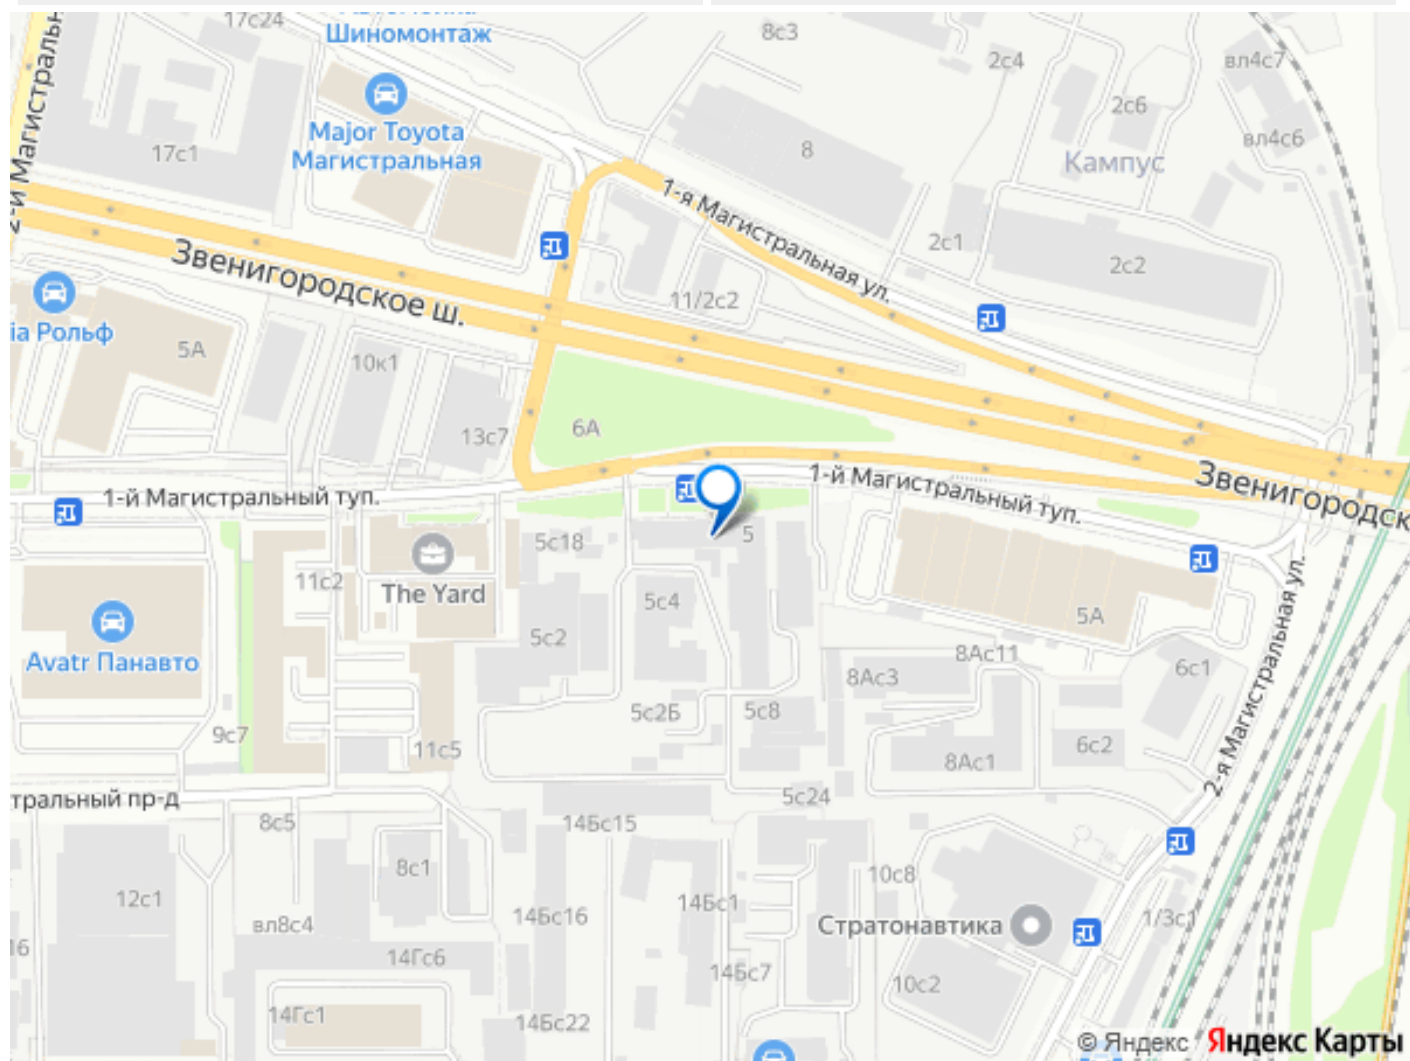 17с24
Шиномонтаж
8с3
2с4
вл4с7
2-й Магистральн
Major Toyota
Магистральная
2с6
вл4с6
17с1
8
Кампус
1-я Магистральная ул.
2с1
2с2
Звенигородское ш.
11/2с2
ia Рольф
5А
10к1
6А
13с7
1-й Магистральный туп.
1-й Магистральный туп.
Звенигородск
5с18
5
The Yard
11с2
5с4
5А
5с2
Avatr Панавто
8Ас11
8Ас3
6с1
2-я Магистральная ул.
5с2Б
5с8
9с7
11с5
6с2
8Ас1
тральный пр-д
5с24
8с5
14Бс15
8с1
10с8
12с1
14Бс1
14Бс16
вл8с4
Стратонавтика
1/3с1
16
14Гс6
14Бс7
10с2
14Гс1
14Бс22
© Яндекс Яндекс Карты